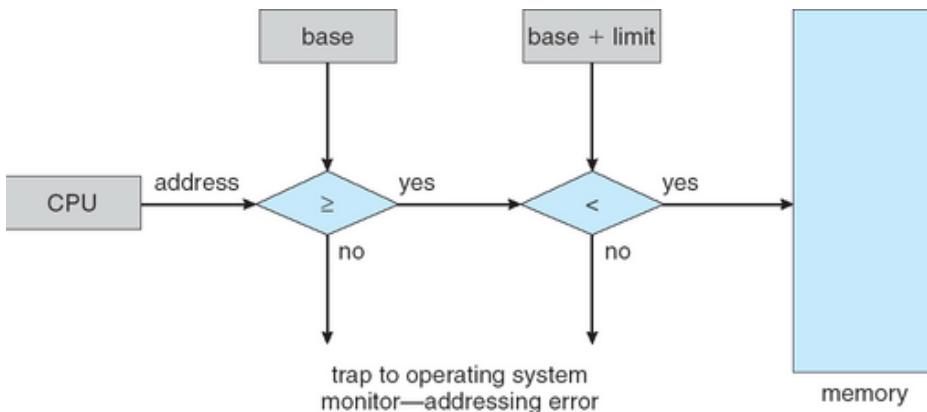 base
base + limit
CPU
address
≥
yes
<
yes
no
no
trap to operating system
monitor—addressing error
memory